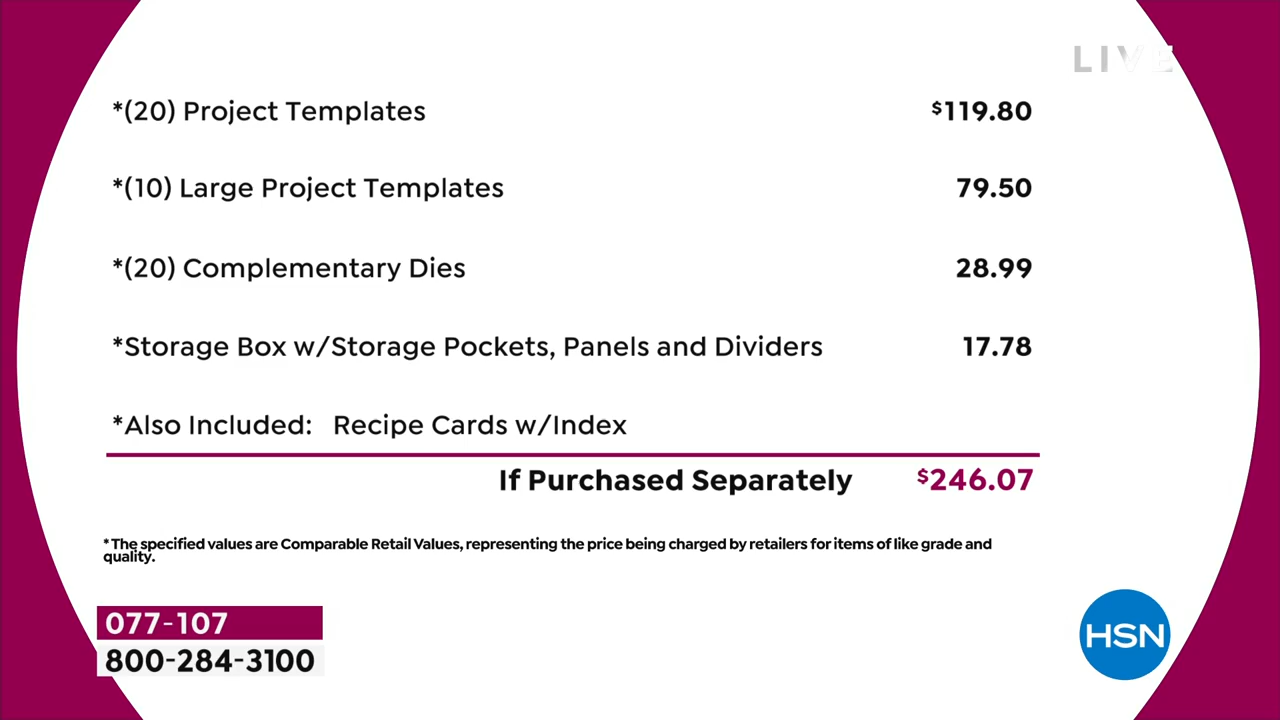 LIVE
*(20) Project Templates $119.80
*(10) Large Project Templates 79.50
*(20) Complementary Dies 28.99
*Storage Box w/Storage Pockets, Panels and Dividers 17.78
*Also Included: Recipe Cards w/Index
If Purchased Separately $246.07
*The specified values are Comparable Retail Values, representing the price being charged by retailers for items of like grade and
quality.
077-107
800-284-3100
HSN